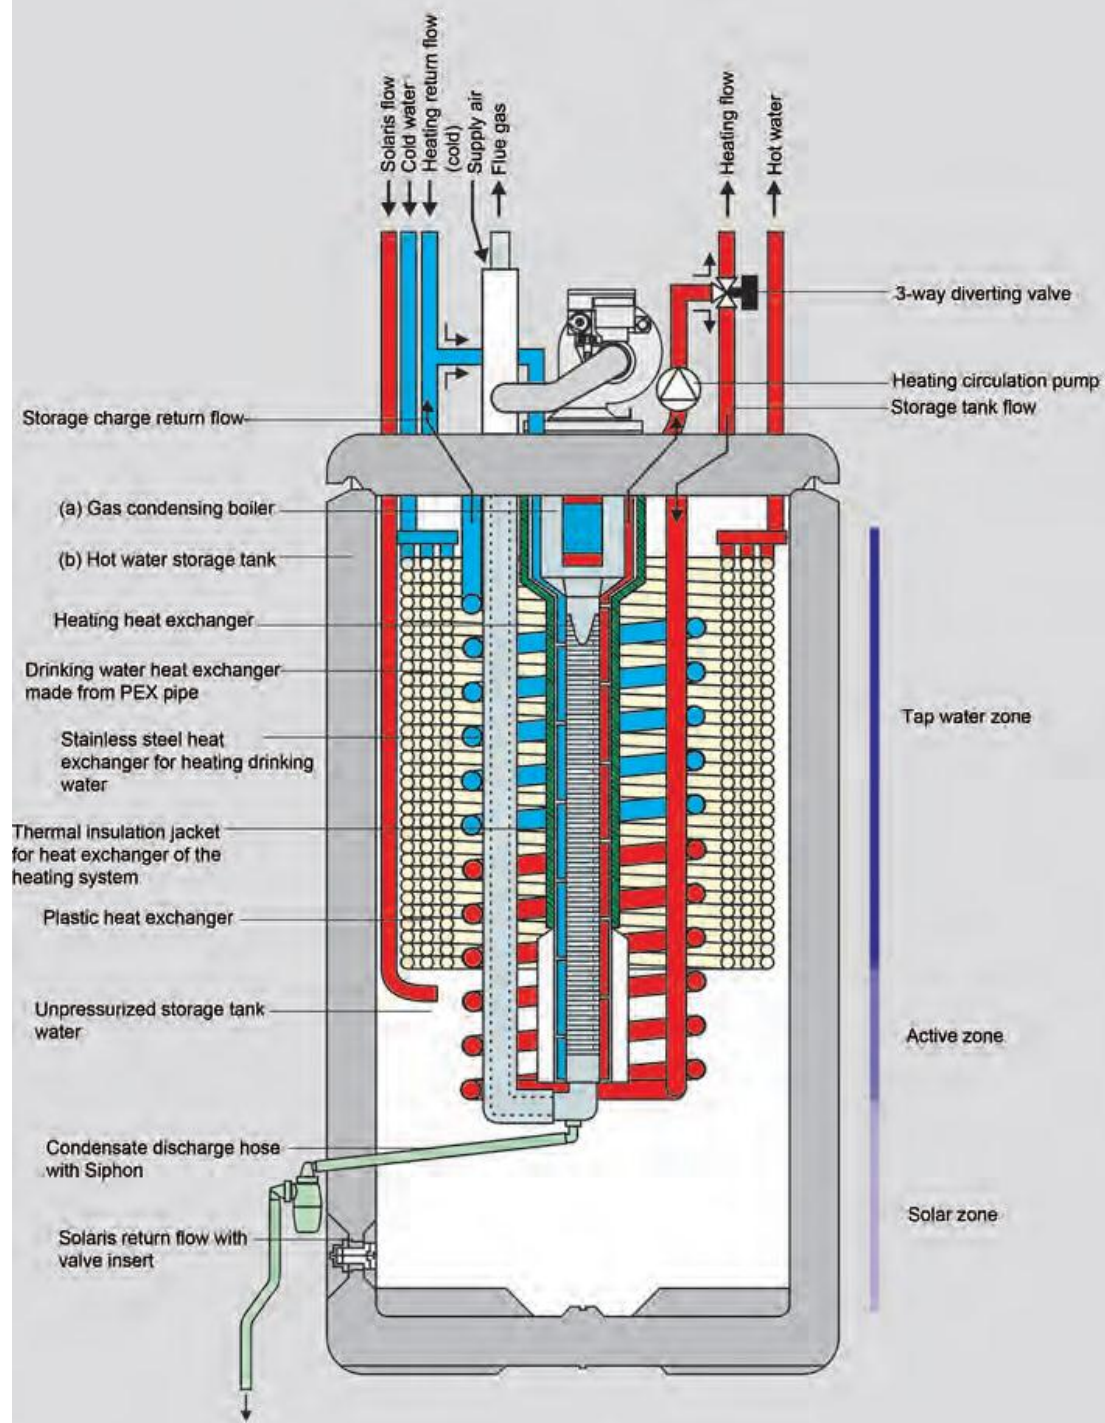 Solaris flow
Cold water
Heating return flow
(cold)
Supply air
Flue gas
Heating flow
Hot water
3-way diverting valve
Heating circulation pump
Storage tank flow
Storage charge return flow
(a) Gas condensing boiler
(b) Hot water storage tank
Heating heat exchanger
Drinking water heat exchanger
made from PEX pipe
Stainless steel heat
exchanger for heating drinking
water
Thermal insulation jacket
for heat exchanger of the
heating system
Plastic heat exchanger
Unpressurized storage tank
water
Condensate discharge hose
with Siphon
Solaris return flow with
valve insert
Tap water zone
Active zone
Solar zone